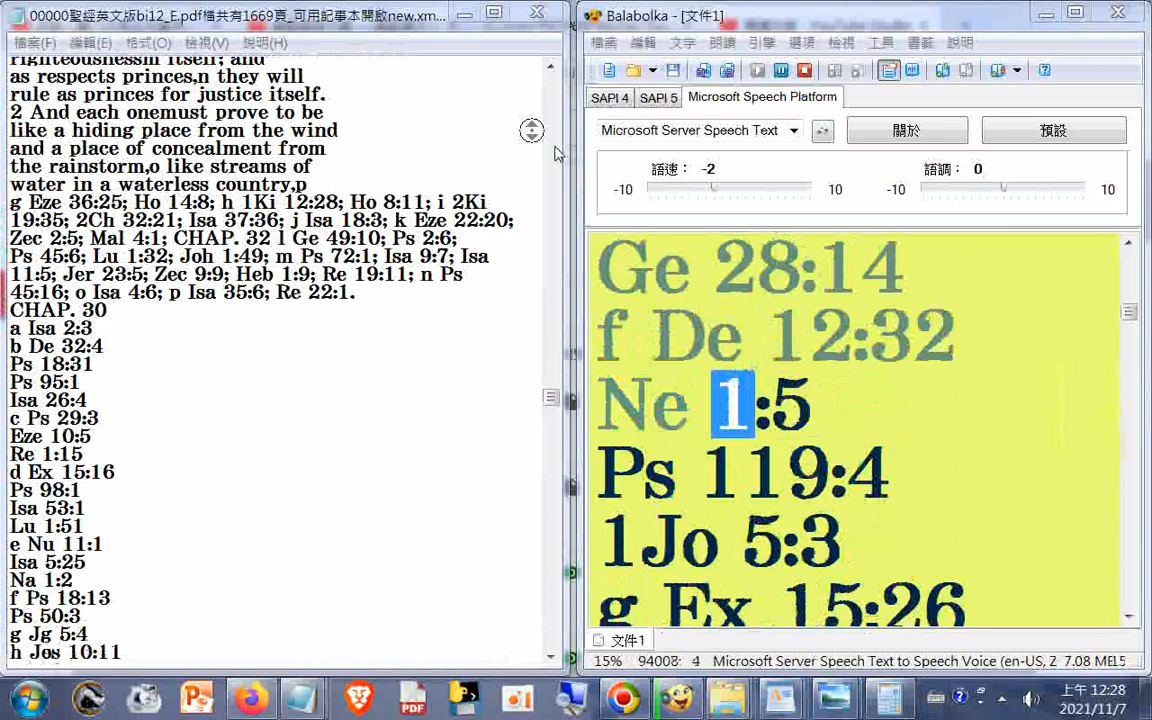 00000聖經英文版bi12_E.pdf檔共有1669頁_可用記事本開啟new.xm...
檔案(F) 編輯(E) 格式(O) 檢視(V) 說明(H)
righteousnessm itself; and
as respects princes,n they will
rule as princes for justice itself.
2 And each onemust prove to be
like a hiding place from the wind
and a place of concealment from
the rainstorm,o like streams of
water in a waterless country,p
g Eze 36:25; Ho 14:8; h 1Ki 12:28; Ho 8:11; i 2Ki
19:35; 2Ch 32:21; Isa 37:36; j Isa 18:3; k Eze 22:20;
Zec 2:5; Mal 4:1; CHAP. 32 l Ge 49:10; Ps 2:6;
Ps 45:6; Lu 1:32; Joh 1:49; m Ps 72:1; Isa 9:7; Isa
11:5; Jer 23:5; Zec 9:9; Heb 1:9; Re 19:11; n Ps
45:16; o Isa 4:6; p Isa 35:6; Re 22:1.
CHAP. 30
a Isa 2:3
b De 32:4
Ps 18:31
Ps 95:1
Isa 26:4
c Ps 29:3
Eze 10:5
Re 1:15
d Ex 15:16
Ps 98:1
Isa 53:1
Lu 1:51
e Nu 11:1
Isa 5:25
Na 1:2
f Ps 18:13
Ps 50:3
g Jg 5:4
h Jos 10:11
Balabolka - [文件1]
檔案 編輯 文字 朗讀 引擎 選項 檢視 工具 書籤 說明
SAPI 4 SAPI 5 Microsoft Speech Platform
Microsoft Server Speech Text 關於 預設
語速: -2 語調: 0
-10 10 -10 10
Ge 28:14
f De 12:32
Ne 1:5
Ps 119:4
1Jo 5:3
g Ex 15:26
文件1
15% 94008: 4 Microsoft Server Speech Text to Speech Voice (en-US, Z 7.08 ME
PDF
上午 12:28
2021/11/7